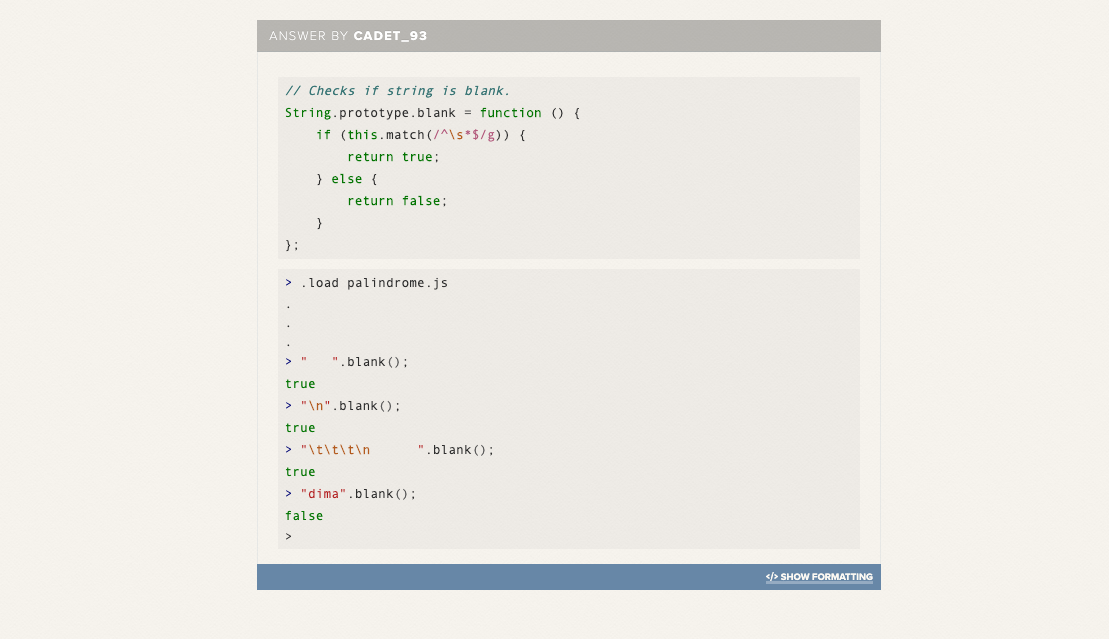 ANSWER BY CADET_93
// Checks if string is blank.
String.prototype.blank = function () {
    if (this.match(/^\s*$/g)) {
        return true;
    } else {
        return false;
    }
};
> .load palindrome.js
.
.
.
> "   ".blank();
true
> "\n".blank();
true
> "\t\t\t\n      ".blank();
true
> "dima".blank();
false
>
</> SHOW FORMATTING